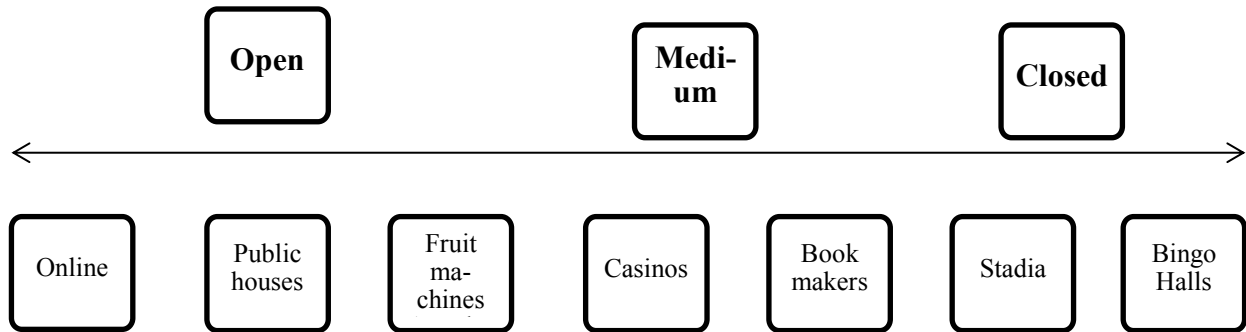 Open
Medi-
um
Closed
Online
Public
houses
Fruit
ma-
chines
Casinos
Book
makers
Stadia
Bingo
Halls